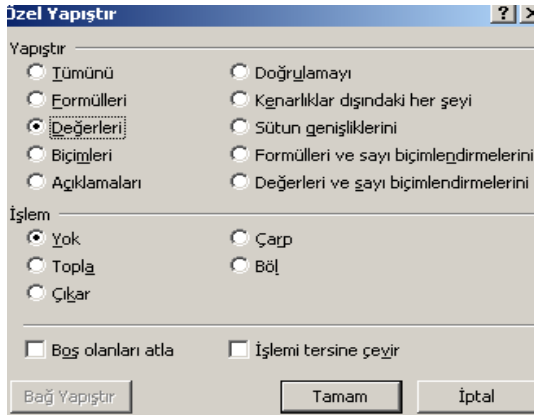 Özel Yapıştır
Yapıştır
Tümünü Doğrulamayı
Formülleri Kenarlıklar dışındaki her şeyi
Değerleri Sütun genişliklerini
Biçimleri Formülleri ve sayı biçimlendirmelerini
Açıklamaları Değerleri ve sayı biçimlendirmelerini
İşlem
Yok Çarp
Topla Böl
Çıkar
Boş olanları atla İşlemi tersine çevir
Bağ Yapıştır Tamam İptal